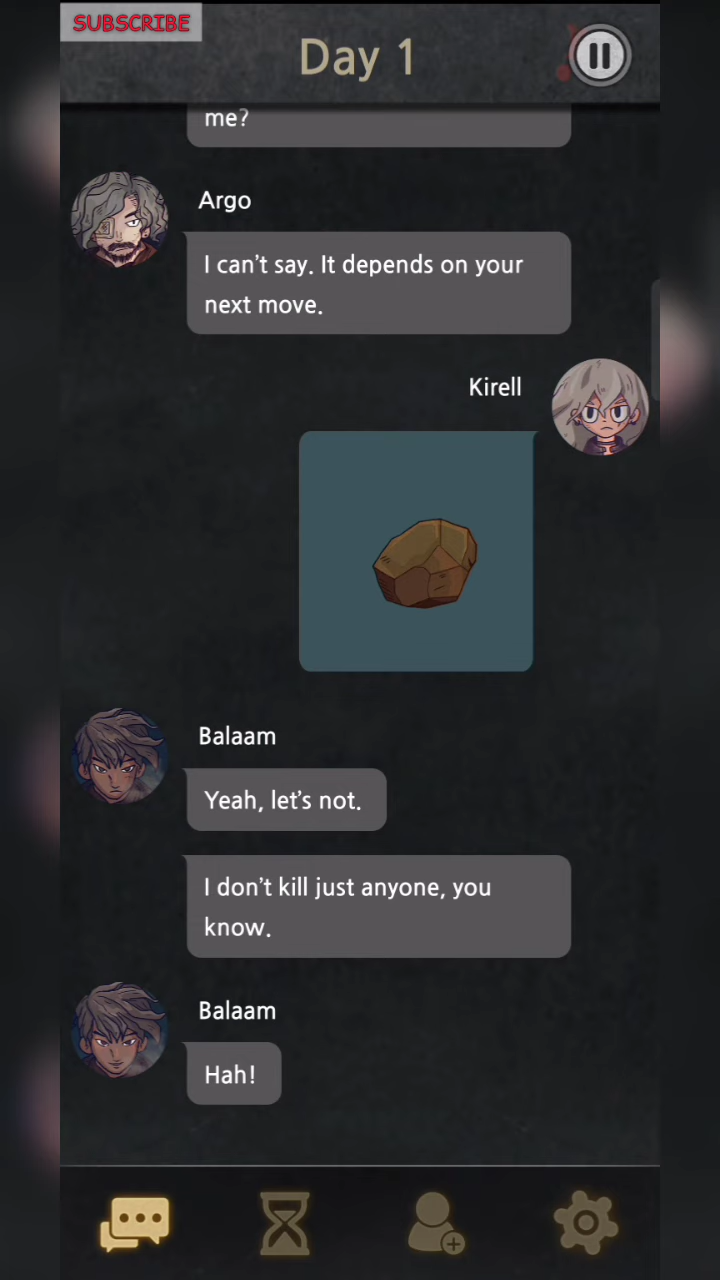 SUBSCRIBE
Day 1
me?
Argo
I can't say. It depends on your
next move.
Kirell
Balaam
Yeah, let's not.
I don't kill just anyone, you
know.
Balaam
Hah!